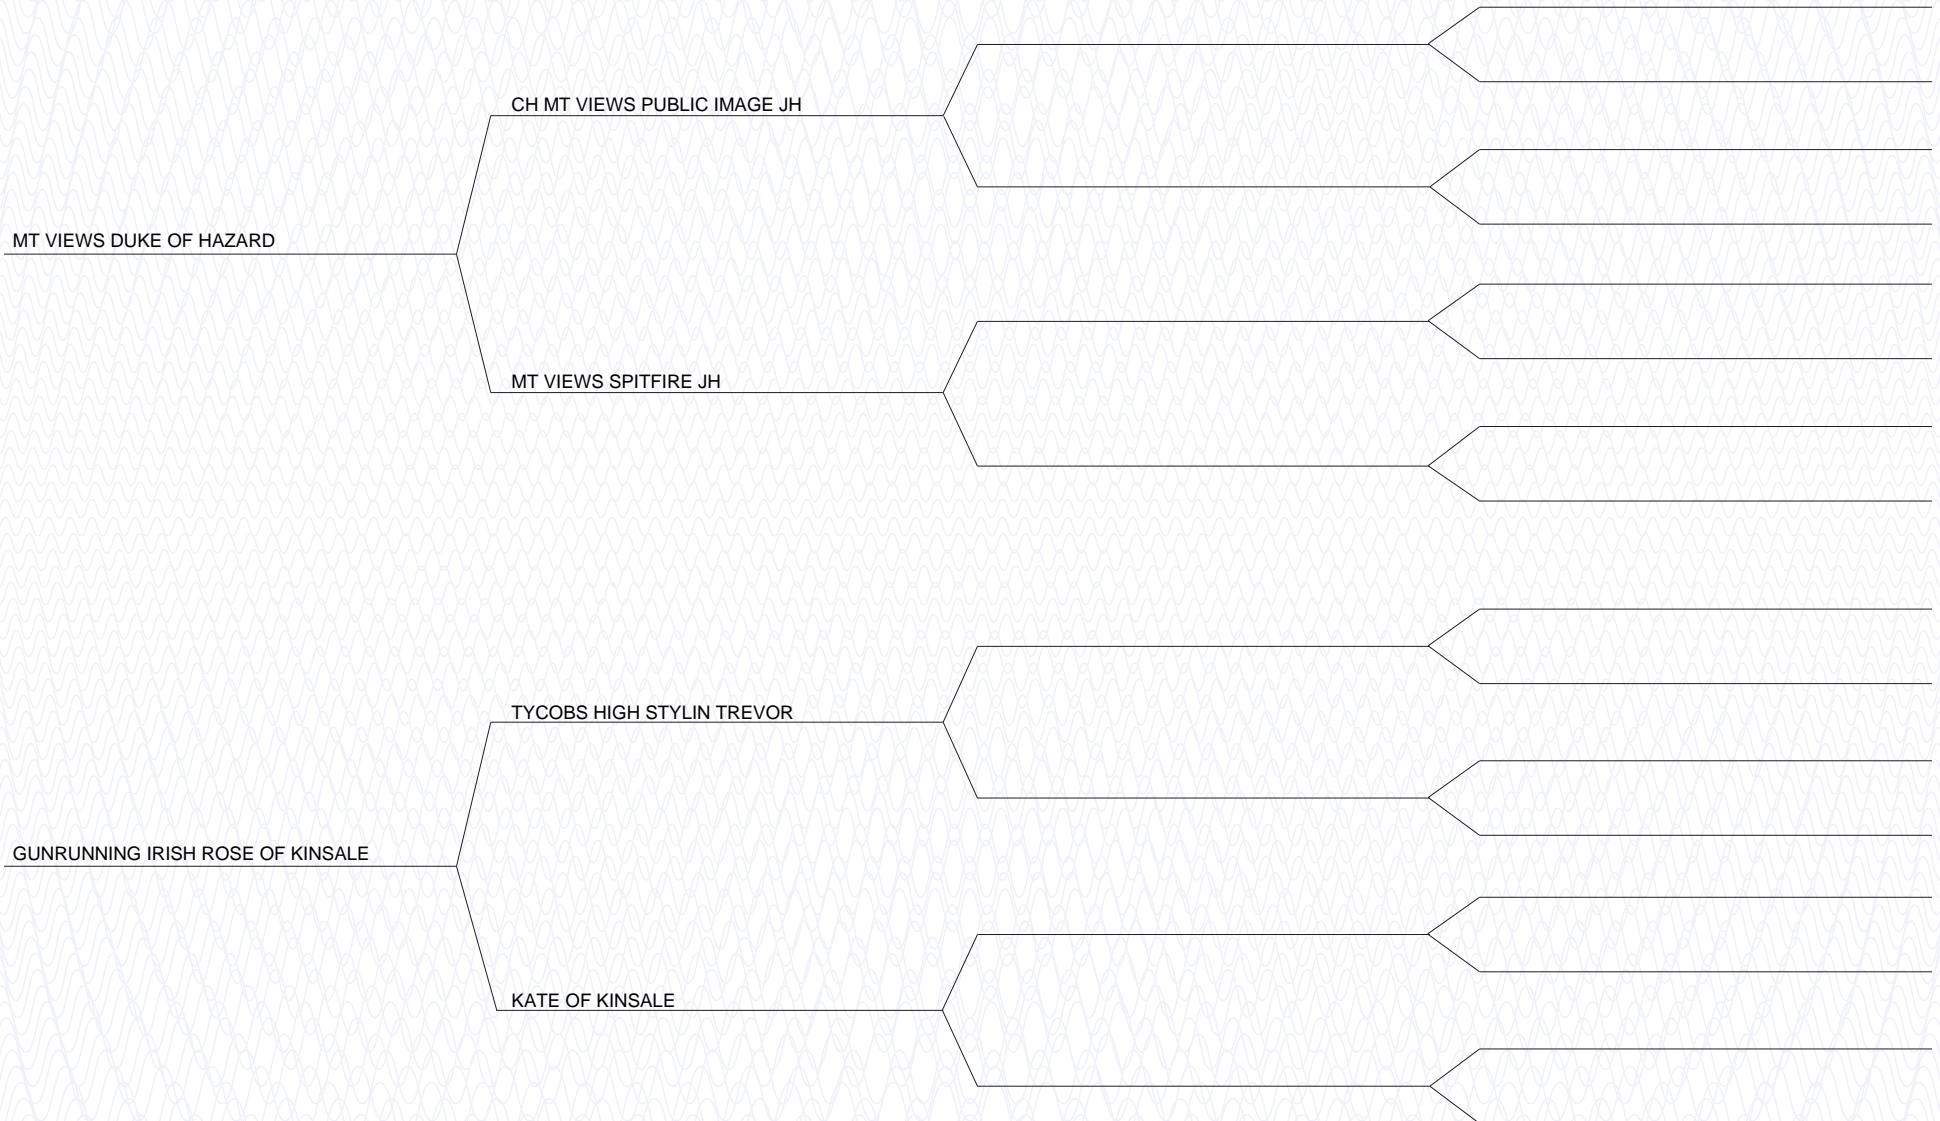 CH MT VIEWS PUBLIC IMAGE JH
MT VIEWS DUKE OF HAZARD
MT VIEWS SPITFIRE JH
TYCOBS HIGH STYLIN TREVOR
GUNRUNNING IRISH ROSE OF KINSALE
KATE OF KINSALE